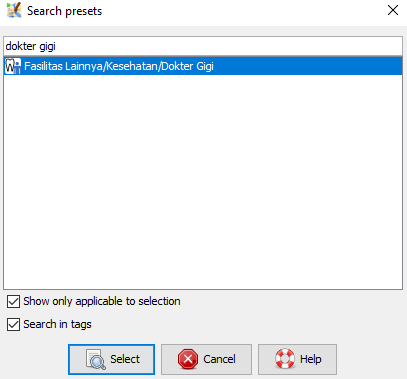 Search presets
dokter gigi
Fasilitas Lainnya/Kesehatan/Dokter Gigi
Show only applicable to selection
Search in tags
Select
Cancel
Help